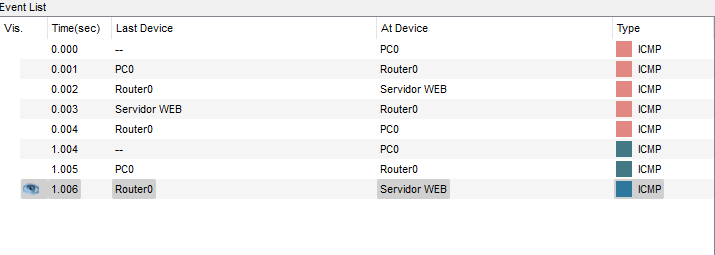 Event List
Vis. Time(sec) Last Device At Device Type
0.000 -- PC0 ICMP
0.001 PC0 Router0 ICMP
0.002 Router0 Servidor WEB ICMP
0.003 Servidor WEB Router0 ICMP
0.004 Router0 PC0 ICMP
1.004 -- PC0 ICMP
1.005 PC0 Router0 ICMP
1.006 Router0 Servidor WEB ICMP